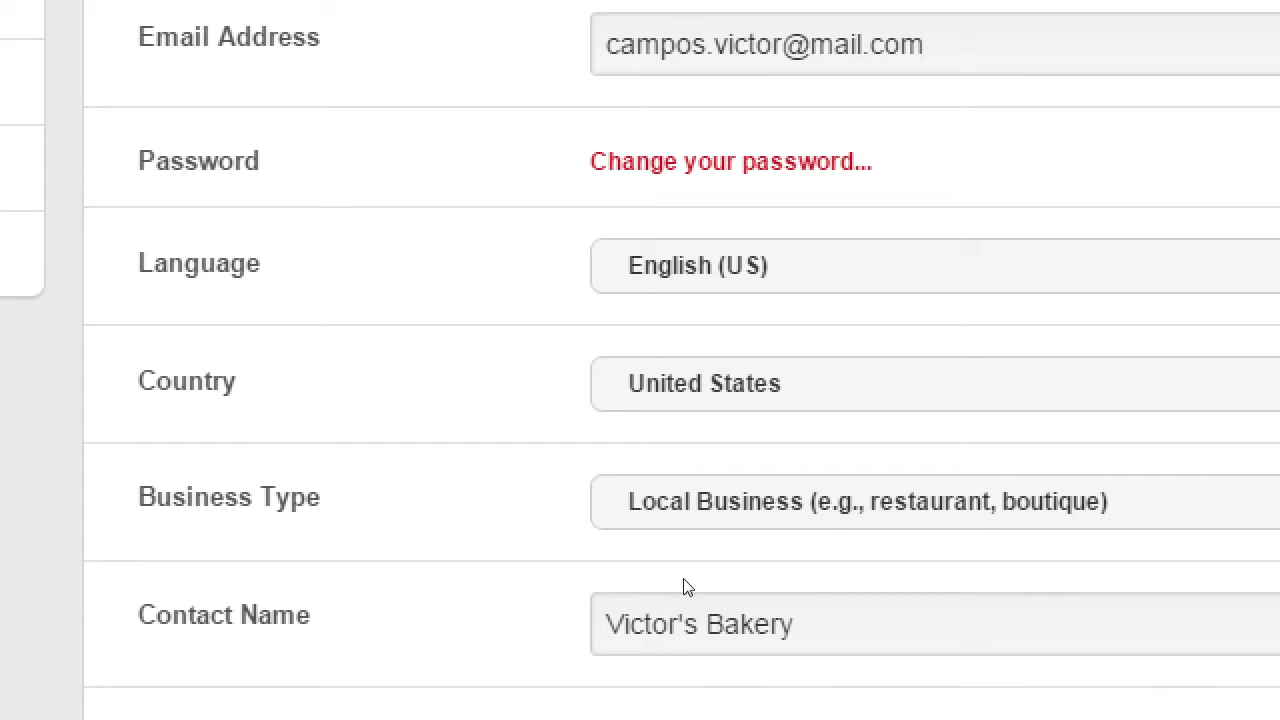 Email Address campos.victor@mail.com
Password Change your password...
Language English (US)
Country United States
Business Type Local Business (e.g., restaurant, boutique)
Contact Name Victor's Bakery